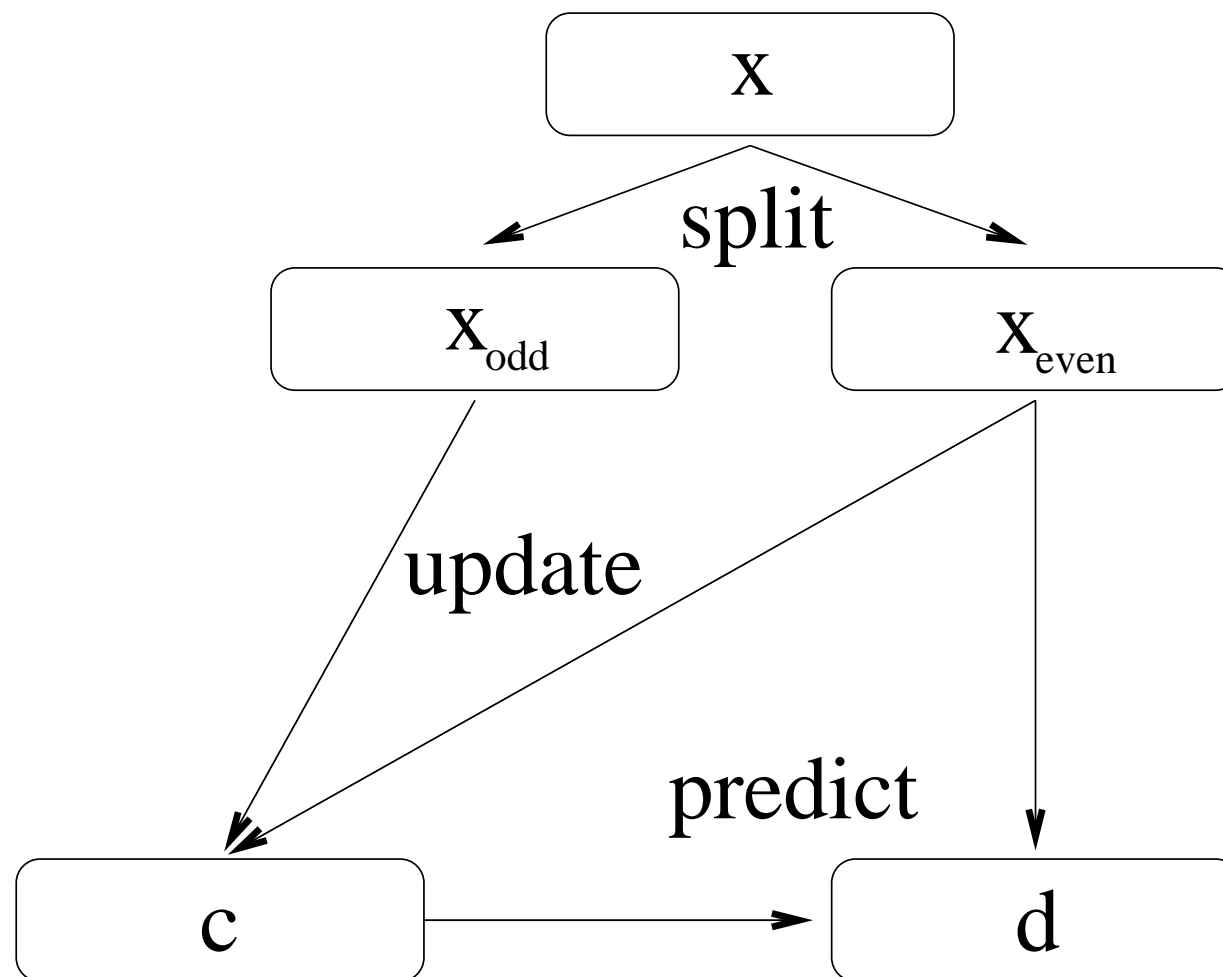 x
split
x_odd
x_even
update
predict
c
d